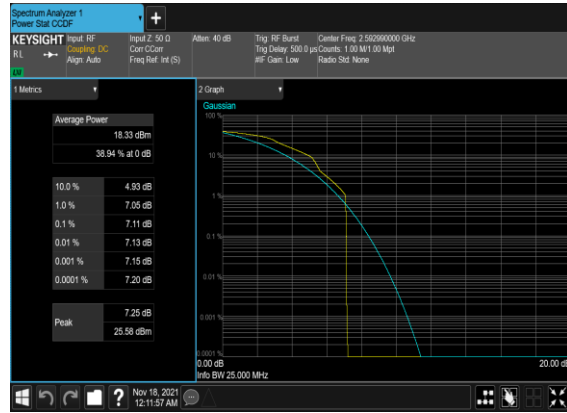 Spectrum Analyzer 1
Power Stat CCDF
KEYSIGHT
R L
Input: RF
Coupling: DC
Align: Auto
Input Z: 50 Ω
Corr CCorr
Freq Ref: Int (S)
Atten: 40 dB
Trig: RF Burst
Trig Delay: 500.0 µs
#IF Gain: Low
Center Freq: 2.592990000 GHz
Counts: 1.00 M/1.00 Mpt
Radio Std: None
1 Metrics
Average Power
18.33 dBm
38.94 % at 0 dB
10.0 % 4.93 dB
1.0 % 7.05 dB
0.1 % 7.11 dB
0.01 % 7.13 dB
0.001 % 7.15 dB
0.0001 % 7.20 dB
Peak
7.25 dB
25.58 dBm
2 Graph
Gaussian
100 %
10 %
1 %
0.1 %
0.01 %
0.001 %
0.0001 %
0.00 dB
20.00 dB
Info BW 25.000 MHz
Nov 18, 2021
12:11:57 AM